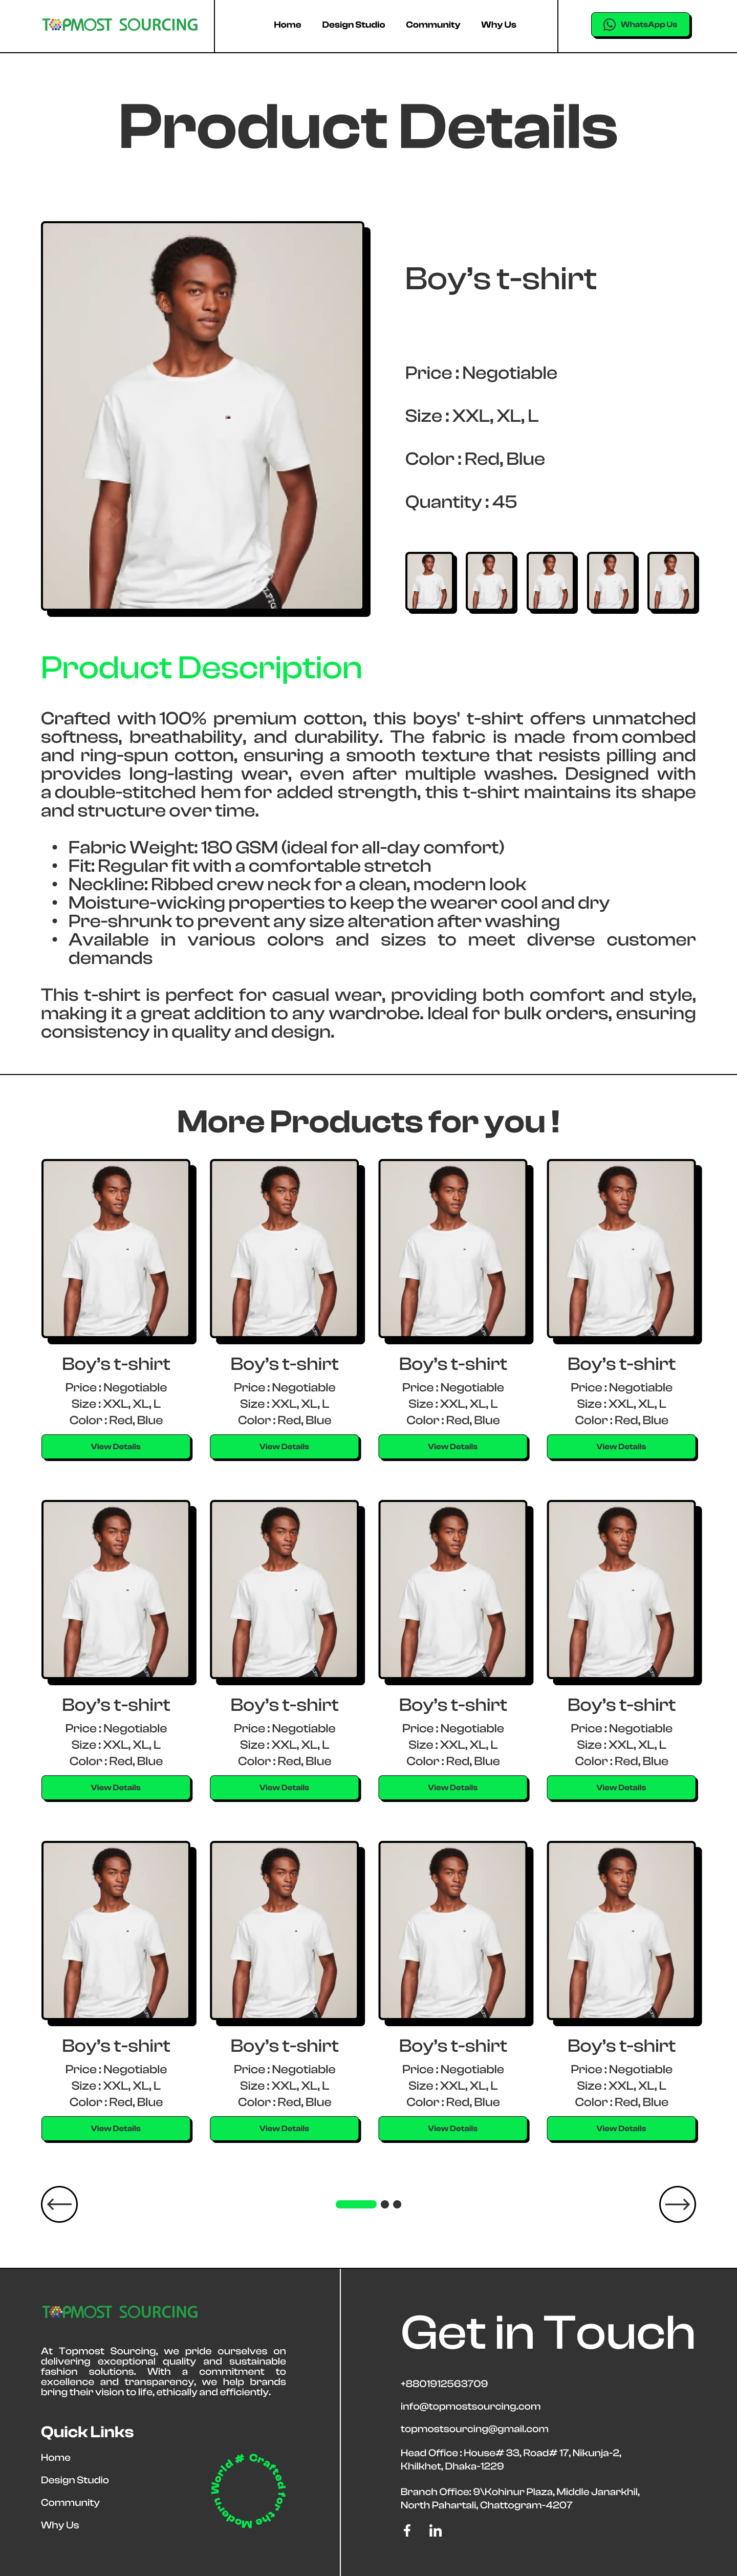 TOPMOST SOURCING
Home
Design Studio
Community
Why Us
WhatsApp Us
Product Details
Boy's t-shirt
Price : Negotiable
Size : XXL, XL, L
Color : Red, Blue
Quantity : 45
Product Description
Crafted with 100% premium cotton, this boys' t-shirt offers unmatched
softness, breathability, and durability. The fabric is made from combed
and ring-spun cotton, ensuring a smooth texture that resists pilling and
provides long-lasting wear, even after multiple washes. Designed with
a double-stitched hem for added strength, this t-shirt maintains its shape
and structure over time.
• Fabric Weight: 180 GSM (ideal for all-day comfort)
• Fit: Regular fit with a comfortable stretch
• Neckline: Ribbed crew neck for a clean, modern look
• Moisture-wicking properties to keep the wearer cool and dry
• Pre-shrunk to prevent any size alteration after washing
• Available in various colors and sizes to meet diverse customer
demands
This t-shirt is perfect for casual wear, providing both comfort and style,
making it a great addition to any wardrobe. Ideal for bulk orders, ensuring
consistency in quality and design.
More Products for you !
Boy's t-shirt
Price : Negotiable
Size : XXL, XL, L
Color : Red, Blue
View Details
Boy's t-shirt
Price : Negotiable
Size : XXL, XL, L
Color : Red, Blue
View Details
Boy's t-shirt
Price : Negotiable
Size : XXL, XL, L
Color : Red, Blue
View Details
Boy's t-shirt
Price : Negotiable
Size : XXL, XL, L
Color : Red, Blue
View Details
Boy's t-shirt
Price : Negotiable
Size : XXL, XL, L
Color : Red, Blue
View Details
Boy's t-shirt
Price : Negotiable
Size : XXL, XL, L
Color : Red, Blue
View Details
Boy's t-shirt
Price : Negotiable
Size : XXL, XL, L
Color : Red, Blue
View Details
Boy's t-shirt
Price : Negotiable
Size : XXL, XL, L
Color : Red, Blue
View Details
Boy's t-shirt
Price : Negotiable
Size : XXL, XL, L
Color : Red, Blue
View Details
Boy's t-shirt
Price : Negotiable
Size : XXL, XL, L
Color : Red, Blue
View Details
Boy's t-shirt
Price : Negotiable
Size : XXL, XL, L
Color : Red, Blue
View Details
Boy's t-shirt
Price : Negotiable
Size : XXL, XL, L
Color : Red, Blue
View Details
TOPMOST SOURCING
At Topmost Sourcing, we pride ourselves on
delivering exceptional quality and sustainable
fashion solutions. With a commitment to
excellence and transparency, we help brands
bring their vision to life, ethically and efficiently.
Quick Links
Home
Design Studio
Community
Why Us
# Crafted for the Modern World
Get in Touch
+8801912563709
info@topmostsourcing.com
topmostsourcing@gmail.com
Head Office : House# 33, Road# 17, Nikunja-2,
Khilkhet, Dhaka-1229
Branch Office: 9\Kohinur Plaza, Middle Janarkhil,
North Pahartali, Chattogram-4207